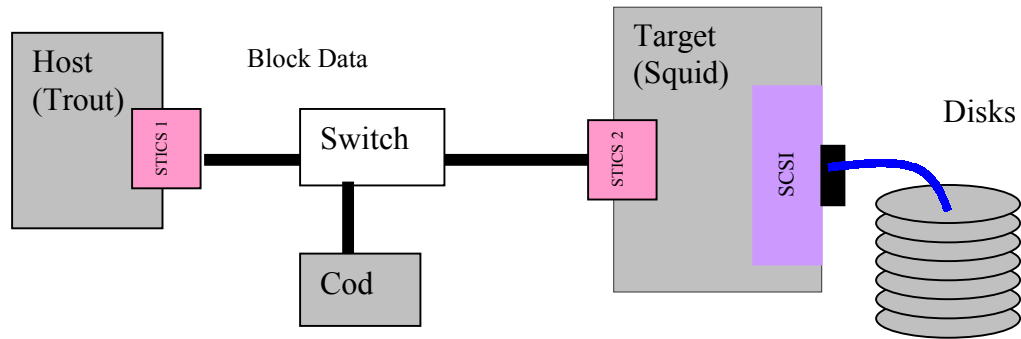 Host
(Trout)
STICS 1
Block Data
Switch
Cod
Target
(Squid)
STICS 2
SCSI
Disks